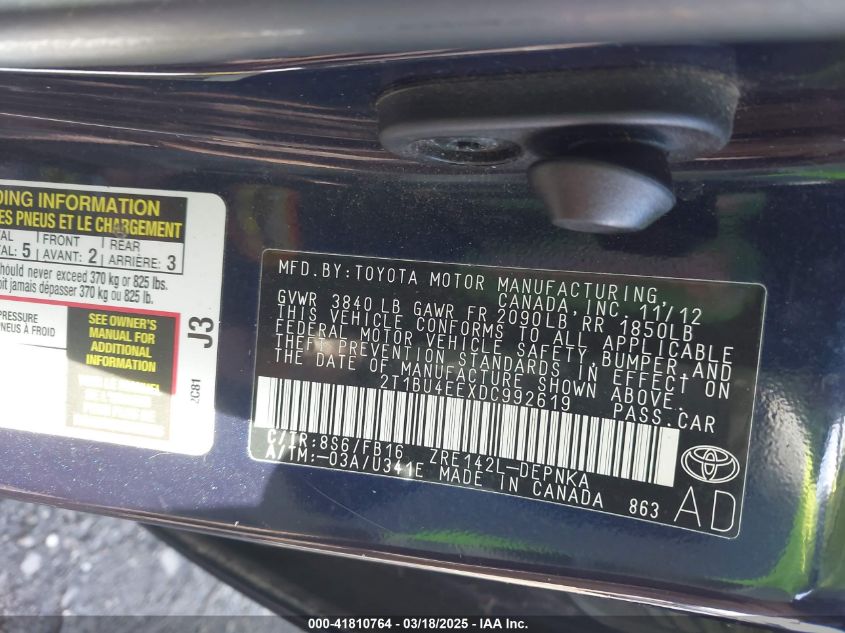 DING INFORMATION
ES PNEUS ET LE CHARGEMENT
FRONT
REAR
5
AVANT: 2
ARRIÈRE: 3
should never exceed 370 kg or 825 lbs.
oit jamais dépasser 370 kg ou 825 lb.
PRESSURE
NEUS À FROID
SEE OWNER'S
MANUAL FOR
ADDITIONAL
INFORMATION
J3
2C81
MFD.BY:TOYOTA MOTOR MANUFACTURING,
CANADA, INC. 11/12
GVWR 3840 LB GAWR FR 2090LB RR 1850LB
THIS VEHICLE CONFORMS TO ALL APPLICABLE
FEDERAL MOTOR VEHICLE SAFETY BUMPER,AND
THEFT PREVENTION STANDARDS IN EFFECT ON
THE DATE OF MANUFACTURE SHOWN ABOVE.
2T1BU4EEXDC992619 PASS.CAR
C/TR:8S6/FB16 ZRE142L-DEPNKA
A/TM:-03A/U341E MADE IN CANADA 863
AD
000-41810764 — 03/18/2025 — IAA Inc.